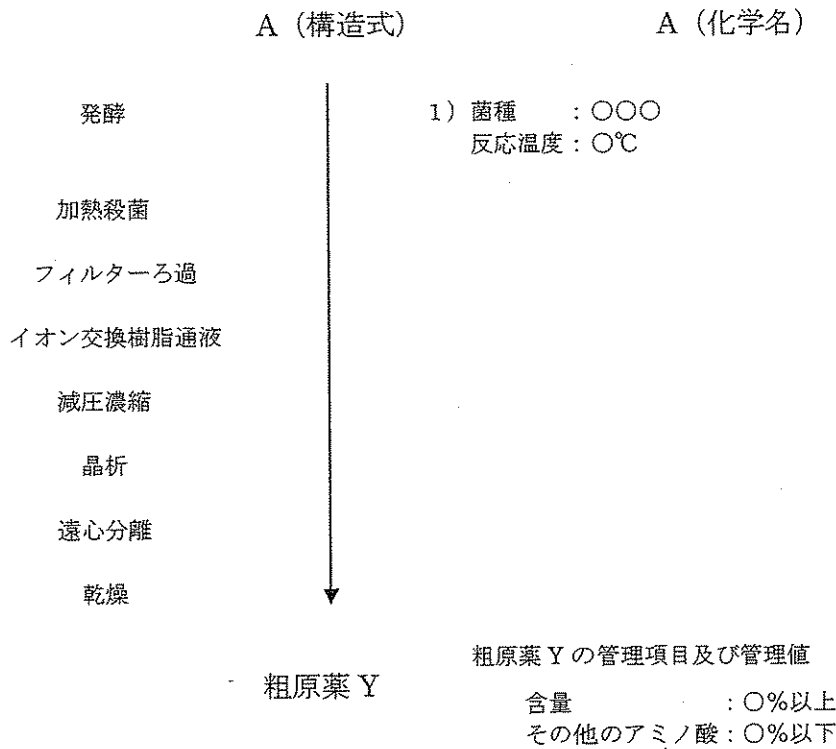 A（構造式）
A（化学名）
発酵
1）菌種　　：○○○
反応温度：○℃
加熱殺菌
フィルターろ過
イオン交換樹脂通液
減圧濃縮
晶析
遠心分離
乾燥
粗原薬 Y
粗原薬 Y の管理項目及び管理値
含量　　　　　：○%以上
その他のアミノ酸：○%以下